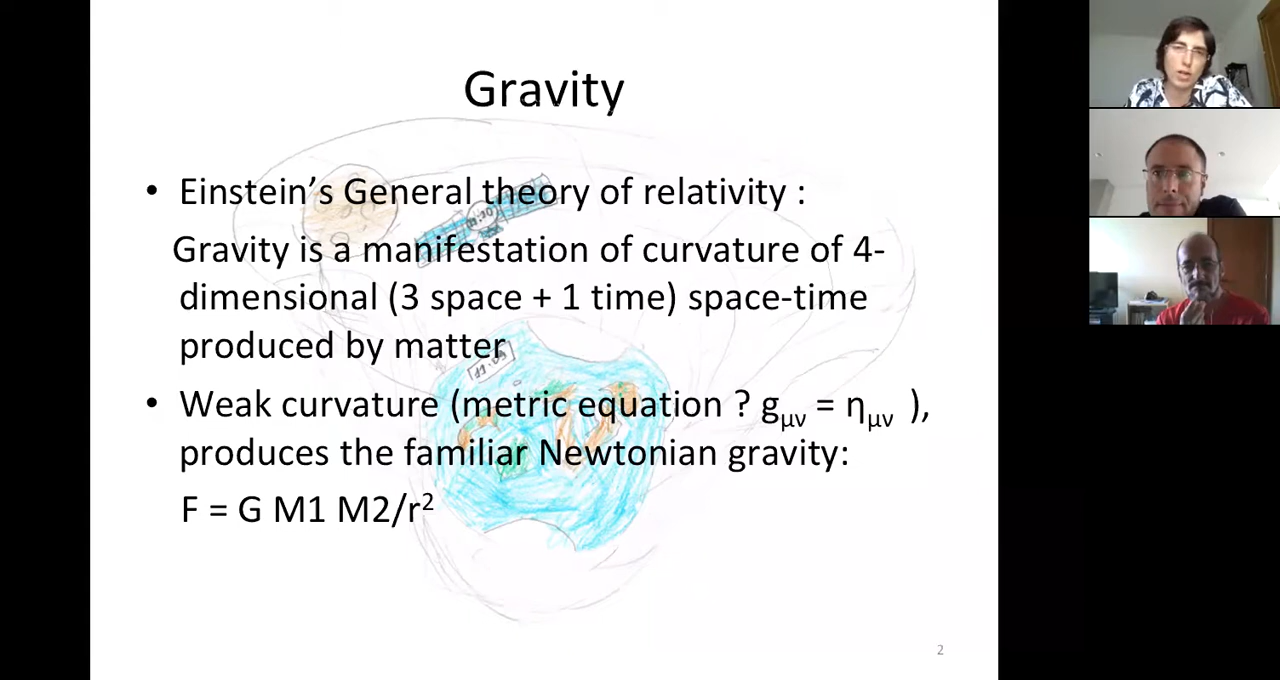 Gravity
• Einstein’s General theory of relativity :
Gravity is a manifestation of curvature of 4-
dimensional (3 space + 1 time) space-time
produced by matter
11:05
• Weak curvature (metric equation ? gμν = ημν ),
produces the familiar Newtonian gravity:
F = G M1 M2/r²
2